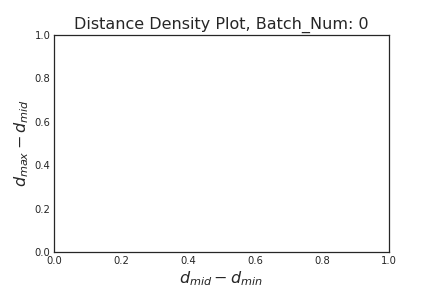 Distance Density Plot, Batch_Num: 0
1.0
0.8
0.6
0.4
0.2
0.0
d_max − d_mid
0.0 0.2 0.4 0.6 0.8 1.0
d_mid − d_min